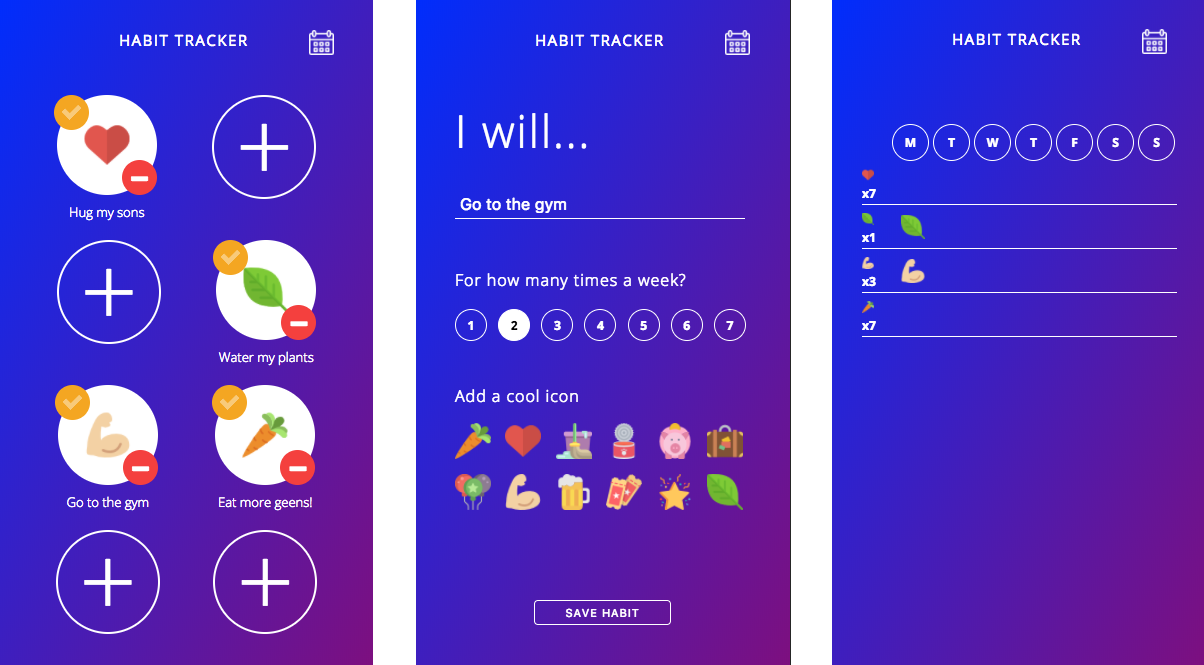 HABIT TRACKER
Hug my sons
Water my plants
Go to the gym
Eat more geens!
HABIT TRACKER
I will...
Go to the gym
For how many times a week?
1 2 3 4 5 6 7
Add a cool icon
SAVE HABIT
HABIT TRACKER
M T W T F S S
x7
x1
x3
x7